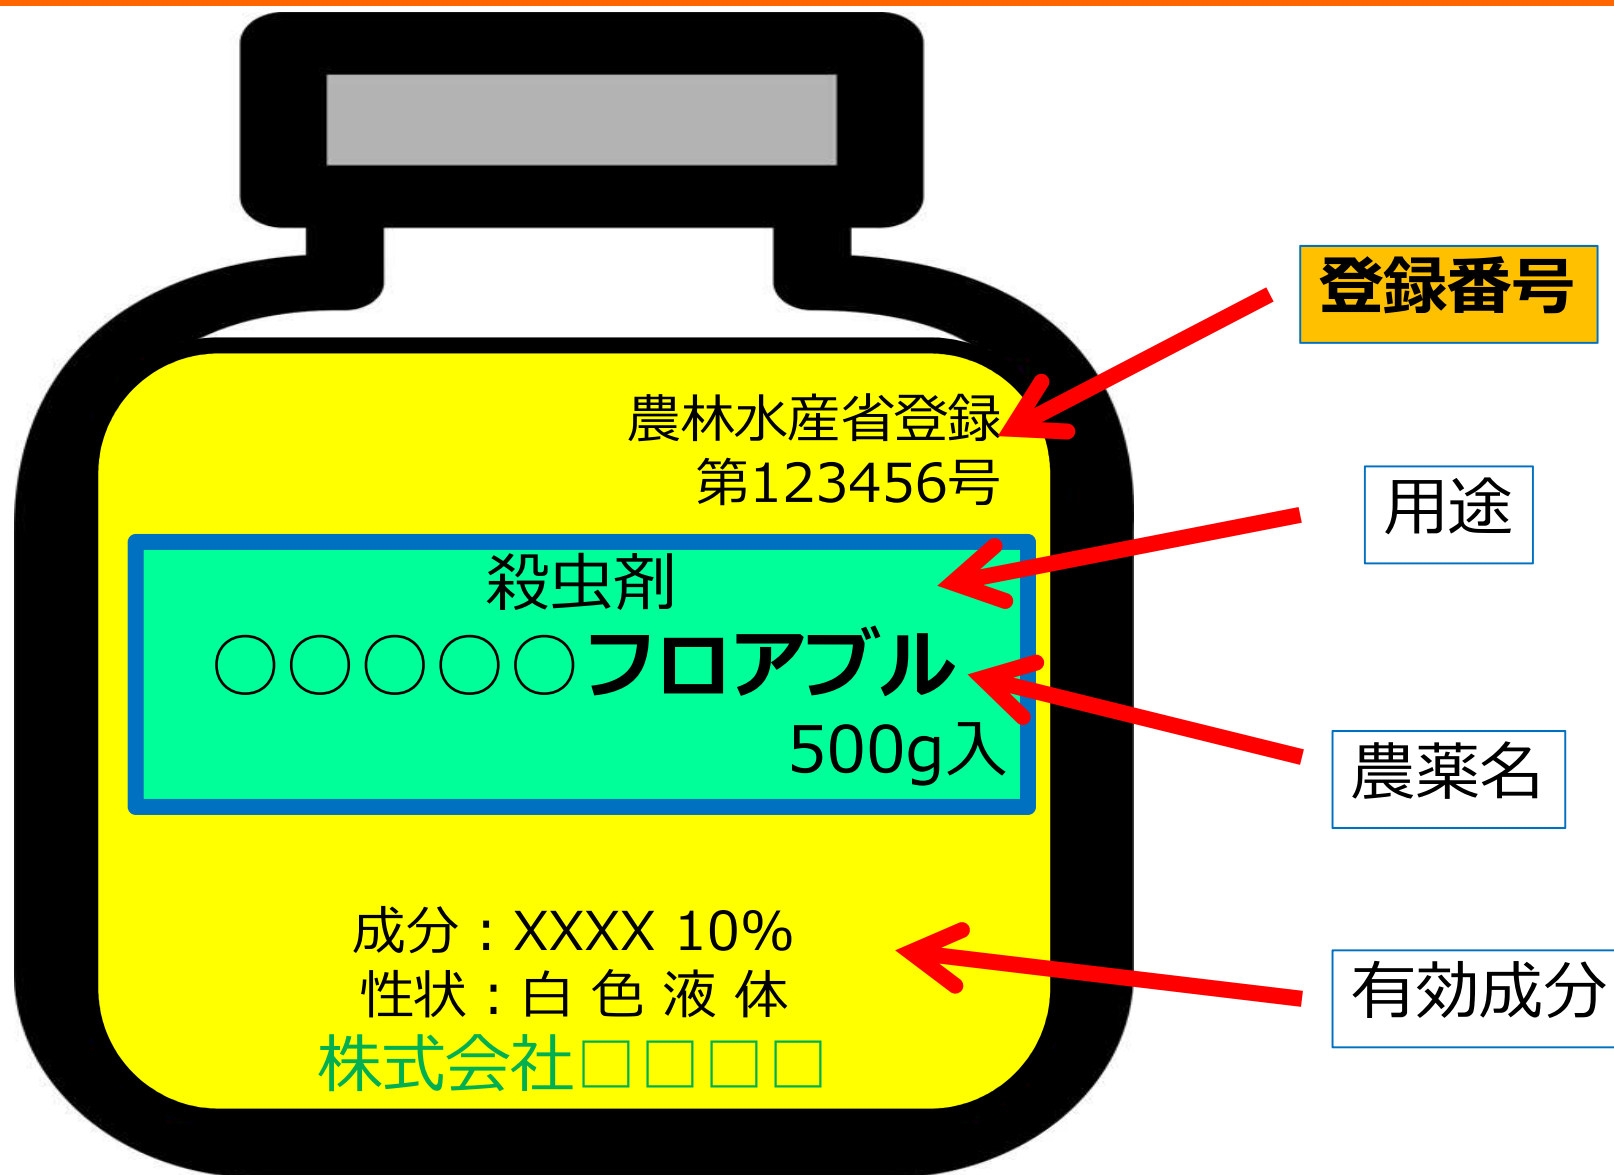 登録番号
農林水産省登録
第123456号
用途
殺虫剤
○○○○○フロアブル
500g入
農薬名
成分：XXXX 10%
性状：白 色 液 体
株式会社□□□□
有効成分